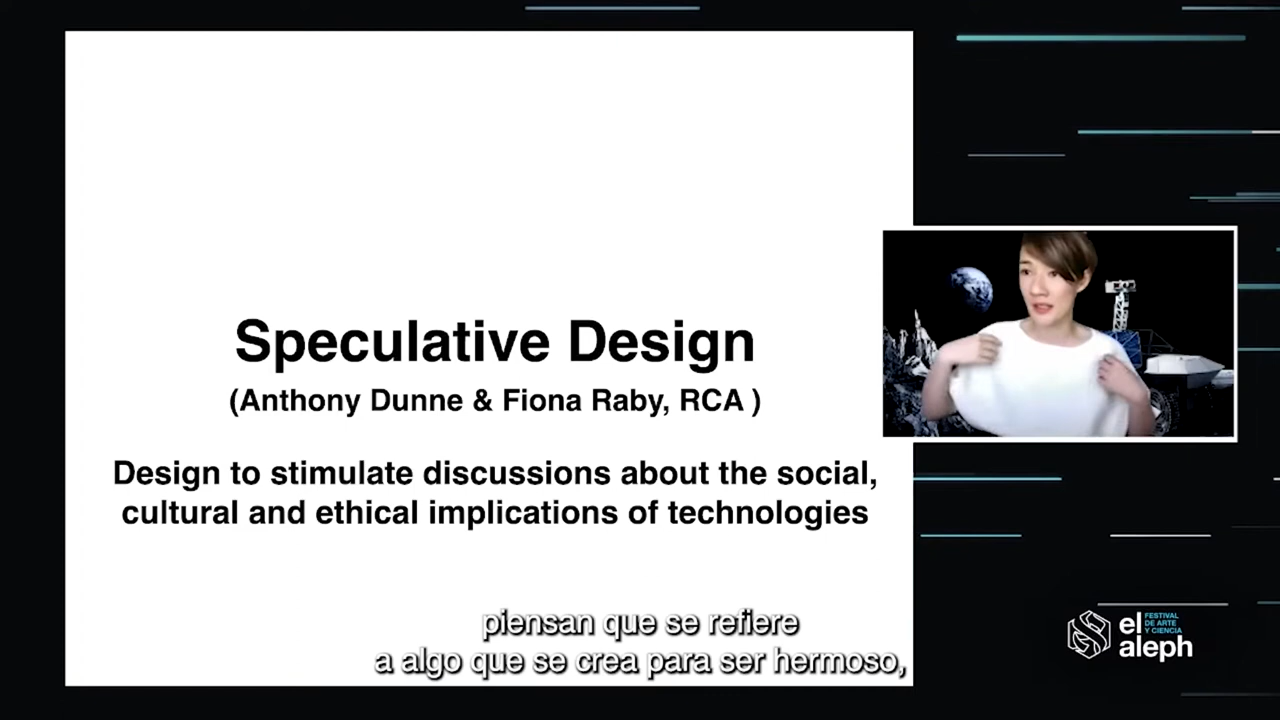 Speculative Design
(Anthony Dunne & Fiona Raby, RCA )
Design to stimulate discussions about the social,
cultural and ethical implications of technologies
piensan que se refiere
a algo que se crea para ser hermoso,
el aleph
FESTIVAL
DE ARTE
Y CIENCIA